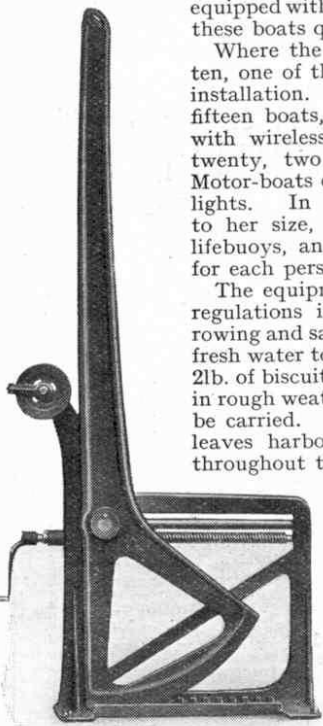 equipped with
these boats q
Where the
ten, one of th
installation.
fifteen boats,
with wireless
twenty, two
Motor-boats
lights. In
to her size,
lifebuoys, an
for each pers
The equipr
regulations i
rowing and sa
fresh water to
2lb. of biscuit
in rough weat
be carried.
leaves harbo
throughout t